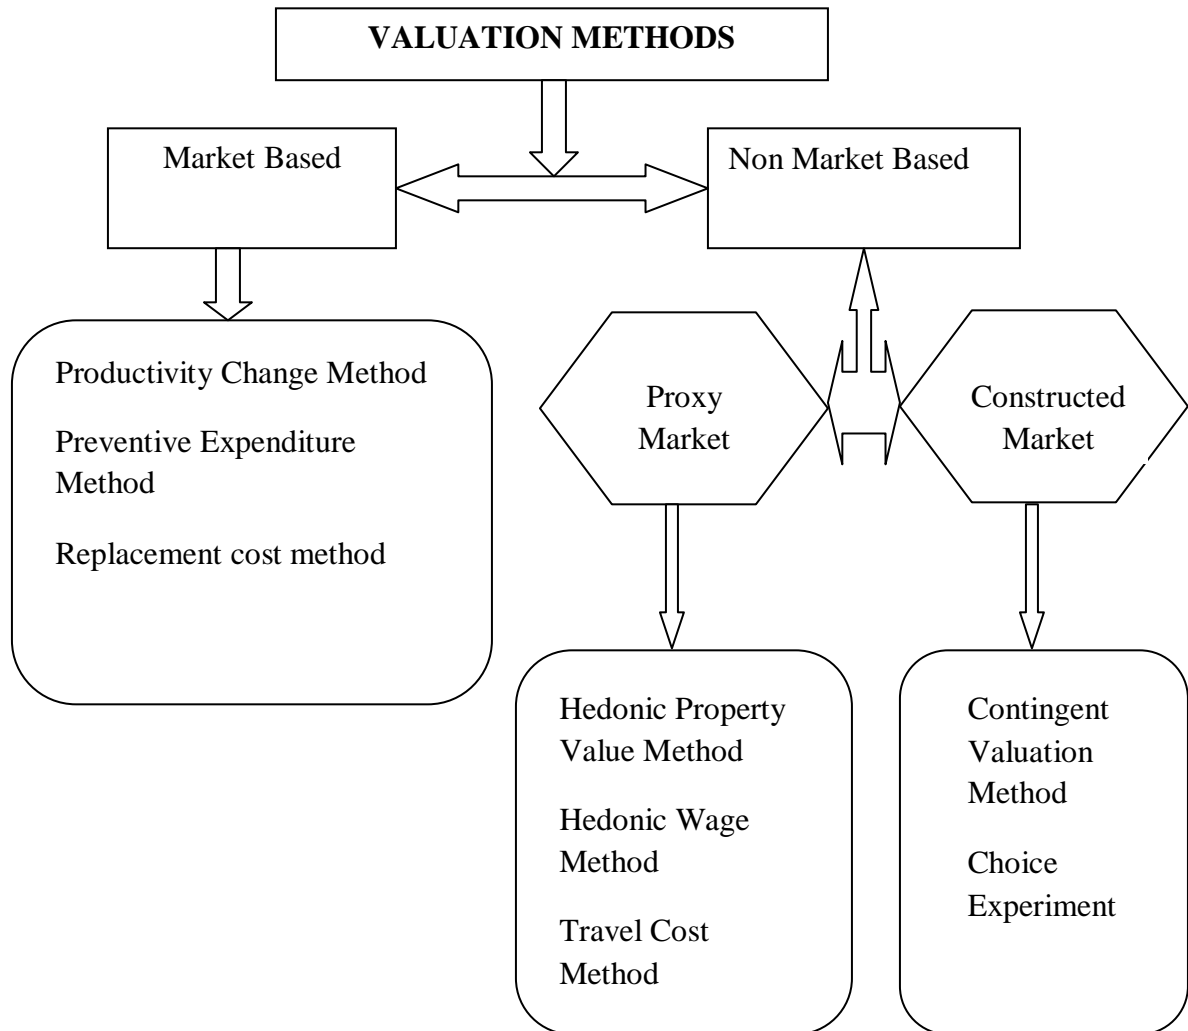 VALUATION METHODS
Market Based
Non Market Based
Productivity Change Method
Preventive Expenditure
Method
Replacement cost method
Proxy
Market
Constructed
Market
Hedonic Property
Value Method
Hedonic Wage
Method
Travel Cost
Method
Contingent
Valuation
Method
Choice
Experiment